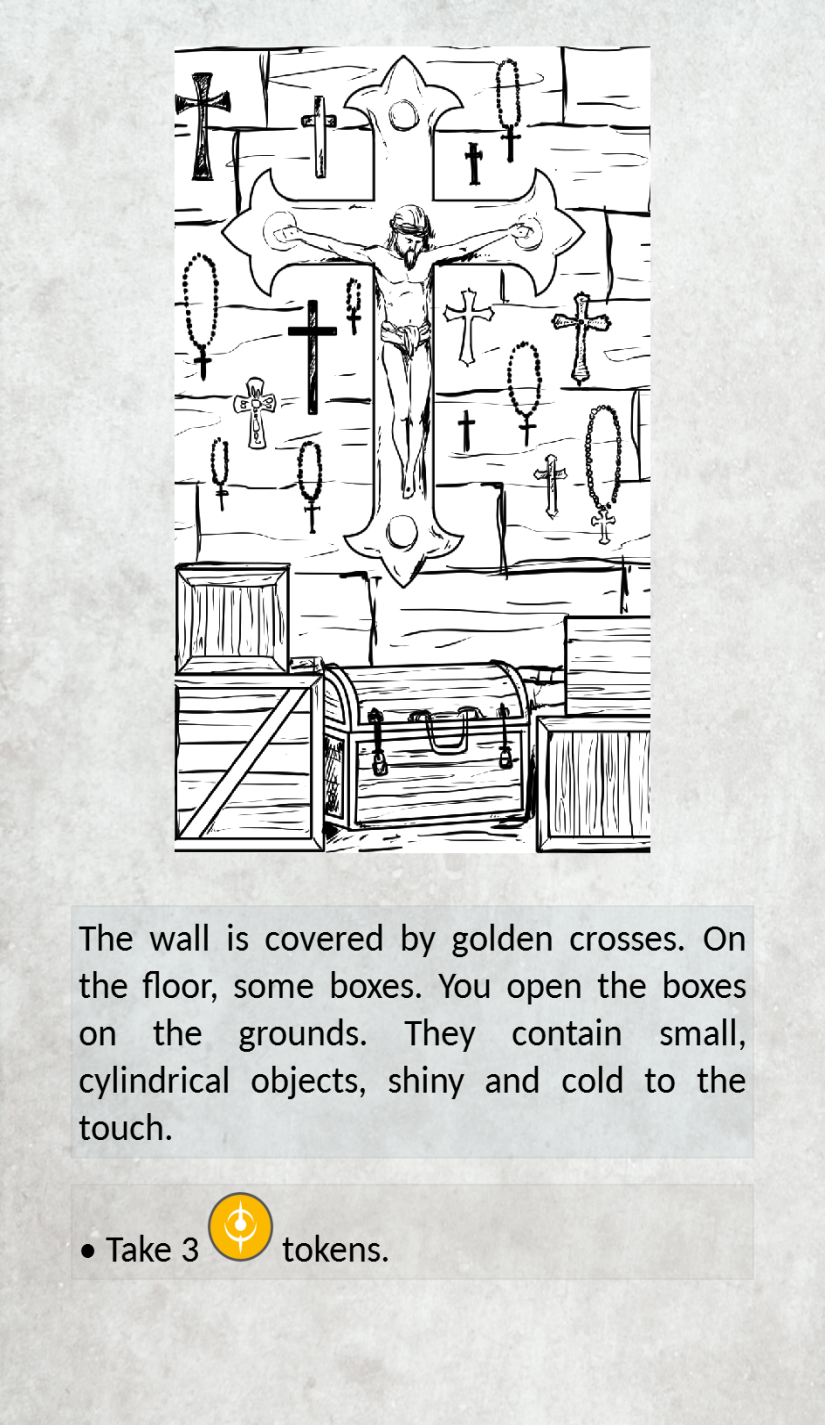 The wall is covered by golden crosses. On
the floor, some boxes. You open the boxes
on the grounds. They contain small,
cylindrical objects, shiny and cold to the
touch.
• Take 3 tokens.